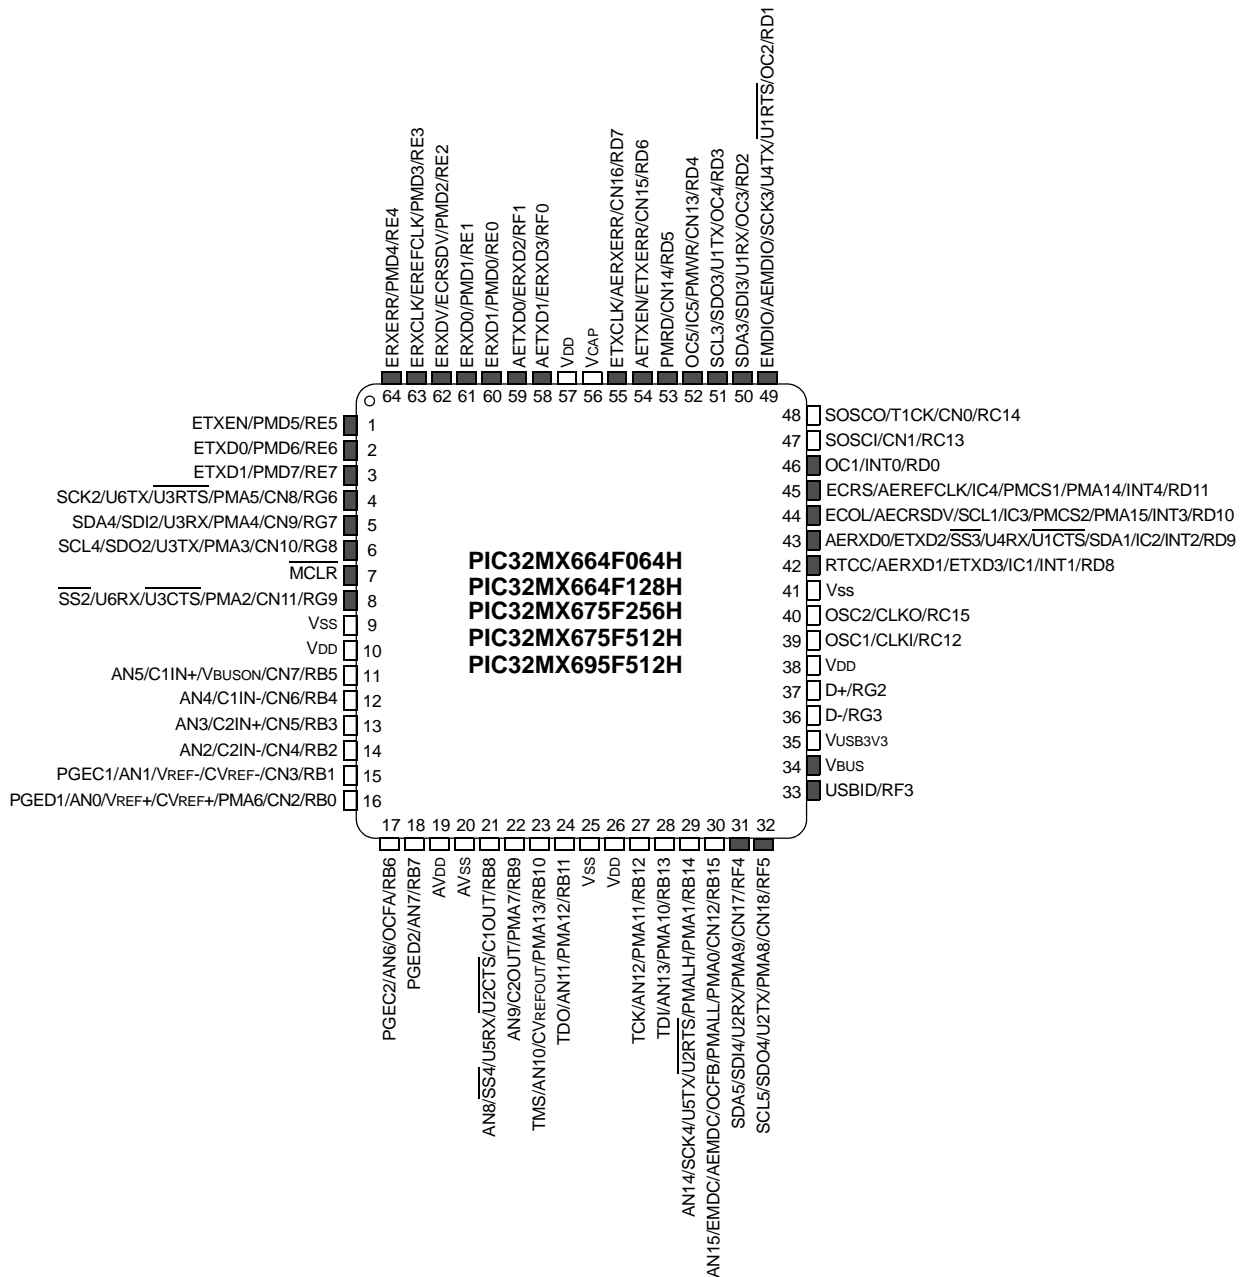 ERXERR/PMD4/RE4
ERXCLK/EREFCLK/PMD3/RE3
ERXDV/ECRSDV/PMD2/RE2
ERXD0/PMD1/RE1
ERXD1/PMD0/RE0
AETXD0/ERXD2/RF1
AETXD1/ERXD3/RF0
VDD
VCAP
ETXCLK/AERXERR/CN16/RD7
AETXEN/ETXERR/CN15/RD6
PMRD/CN14/RD5
OC5/IC5/PMWR/CN13/RD4
SCL3/SDO3/U1TX/OC4/RD3
SDA3/SDI3/U1RX/OC3/RD2
EMDIO/AEMDIO/SCK3/U4TX/U1RTS/OC2/RD1
64 63 62 61 60 59 58 57 56 55 54 53 52 51 50 49
ETXEN/PMD5/RE5 1
ETXD0/PMD6/RE6 2
ETXD1/PMD7/RE7 3
SCK2/U6TX/U3RTS/PMA5/CN8/RG6 4
SDA4/SDI2/U3RX/PMA4/CN9/RG7 5
SCL4/SDO2/U3TX/PMA3/CN10/RG8 6
MCLR 7
SS2/U6RX/U3CTS/PMA2/CN11/RG9 8
VSS 9
VDD 10
AN5/C1IN+/VBUSON/CN7/RB5 11
AN4/C1IN-/CN6/RB4 12
AN3/C2IN+/CN5/RB3 13
AN2/C2IN-/CN4/RB2 14
PGEC1/AN1/VREF-/CVREF-/CN3/RB1 15
PGED1/AN0/VREF+/CVREF+/PMA6/CN2/RB0 16
PIC32MX664F064H
PIC32MX664F128H
PIC32MX675F256H
PIC32MX675F512H
PIC32MX695F512H
48 SOSCO/T1CK/CN0/RC14
47 SOSCI/CN1/RC13
46 OC1/INT0/RD0
45 ECRS/AEREFCLK/IC4/PMCS1/PMA14/INT4/RD11
44 ECOL/AECRSDV/SCL1/IC3/PMCS2/PMA15/INT3/RD10
43 AERXD0/ETXD2/SS3/U4RX/U1CTS/SDA1/IC2/INT2/RD9
42 RTCC/AERXD1/ETXD3/IC1/INT1/RD8
41 Vss
40 OSC2/CLKO/RC15
39 OSC1/CLKI/RC12
38 VDD
37 D+/RG2
36 D-/RG3
35 VUSB3V3
34 VBUS
33 USBID/RF3
17 18 19 20 21 22 23 24 25 26 27 28 29 30 31 32
PGEC2/AN6/OCFA/RB6
PGED2/AN7/RB7
AVDD
AVSS
AN8/SS4/U5RX/U2CTS/C1OUT/RB8
AN9/C2OUT/PMA7/RB9
TMS/AN10/CVREFOUT/PMA13/RB10
TDO/AN11/PMA12/RB11
VSS
VDD
TCK/AN12/PMA11/RB12
TDI/AN13/PMA10/RB13
AN14/SCK4/U5TX/U2RTS/PMALH/PMA1/RB14
AN15/EMDC/AEMDC/OCFB/PMALL/PMA0/CN12/RB15
SDA5/SDI4/U2RX/PMA9/CN17/RF4
SCL5/SDO4/U2TX/PMA8/CN18/RF5